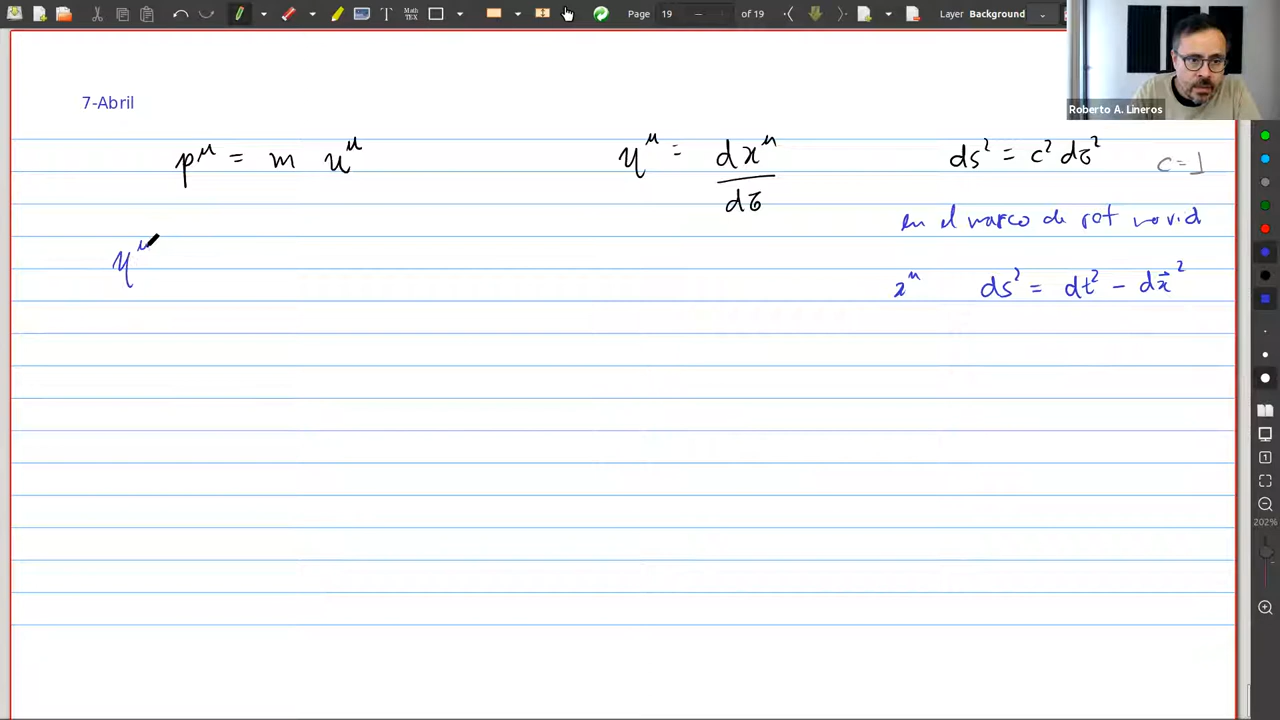 Page 19 of 19 Layer Background
Roberto A. Lineros
7-Abril
p^μ = m u^μ
η^μ = dx^μ / dτ
ds² = c² dτ² c=1
en el marco de ref
x^μ ds² = dt² - dx⃗²
η^μ
202%